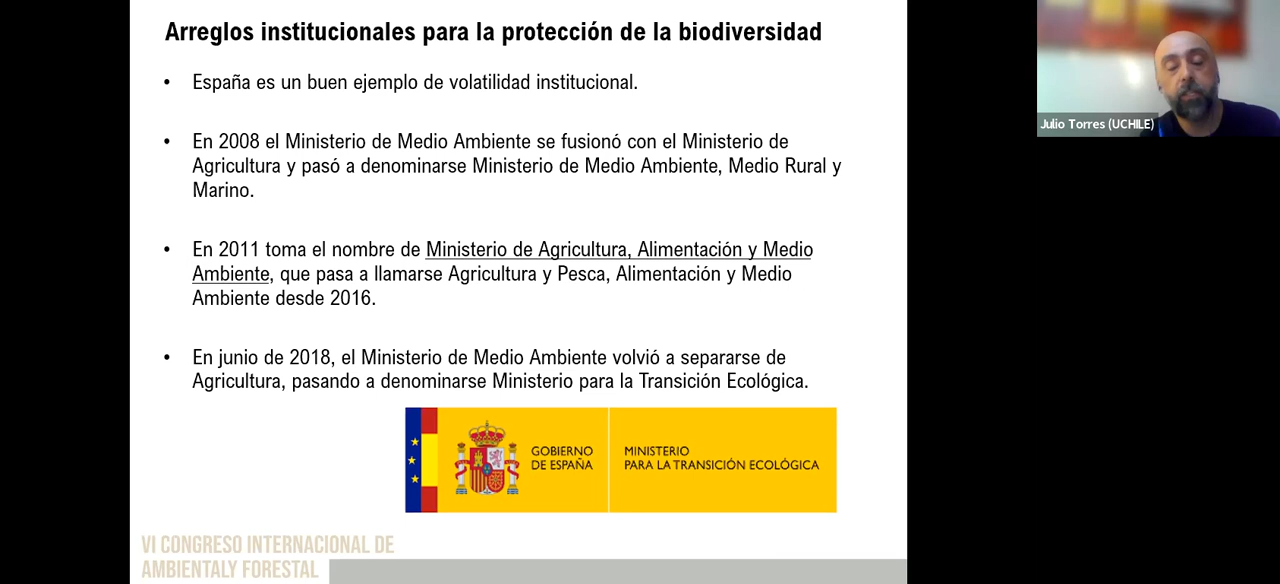 Arreglos institucionales para la protección de la biodiversidad
• España es un buen ejemplo de volatilidad institucional.
• En 2008 el Ministerio de Medio Ambiente se fusionó con el Ministerio de
Agricultura y pasó a denominarse Ministerio de Medio Ambiente, Medio Rural y
Marino.
• En 2011 toma el nombre de Ministerio de Agricultura, Alimentación y Medio
Ambiente, que pasa a llamarse Agricultura y Pesca, Alimentación y Medio
Ambiente desde 2016.
• En junio de 2018, el Ministerio de Medio Ambiente volvió a separarse de
Agricultura, pasando a denominarse Ministerio para la Transición Ecológica.
GOBIERNO
DE ESPAÑA
MINISTERIO
PARA LA TRANSICIÓN ECOLÓGICA
VI CONGRESO INTERNACIONAL DE
AMBIENTALY FORESTAL
Julio Torres (UCHILE)